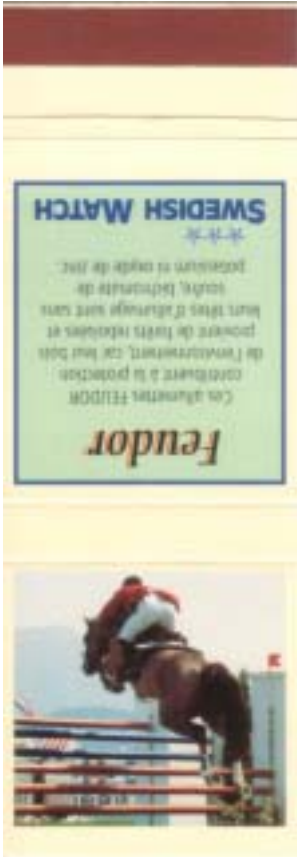 Feudor
Ces allumettes FEUDOR
contribuent à la protection
de l'environnement, car leur bois
provient de forêts reboisées et
leurs têtes d'allumage sont sans
soufre, bichromate de
potassium ni oxyde de zinc.
SWEDISH MATCH